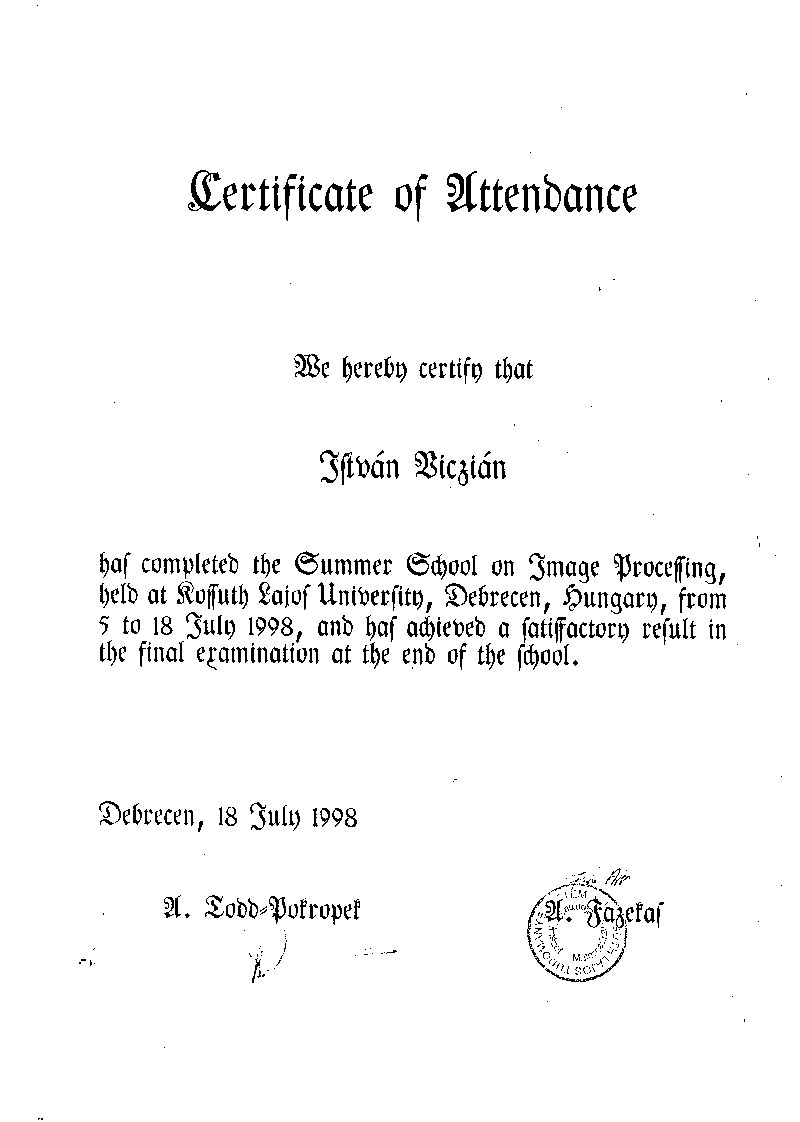 Certificate of Attendance
We hereby certify that
Iſtván Viczián
haſ completed the Summer School on Image Proceſſing,
held at Koſſuth Lajoſ Univerſity, Debrecen, Hungary, from
5 to 18 July 1998, and haſ achieved a ſatiſfactory reſult in
the final examination at the end of the ſchool.
Debrecen, 18 July 1998
A. Todd-Pokropek
A. Fazekaſ